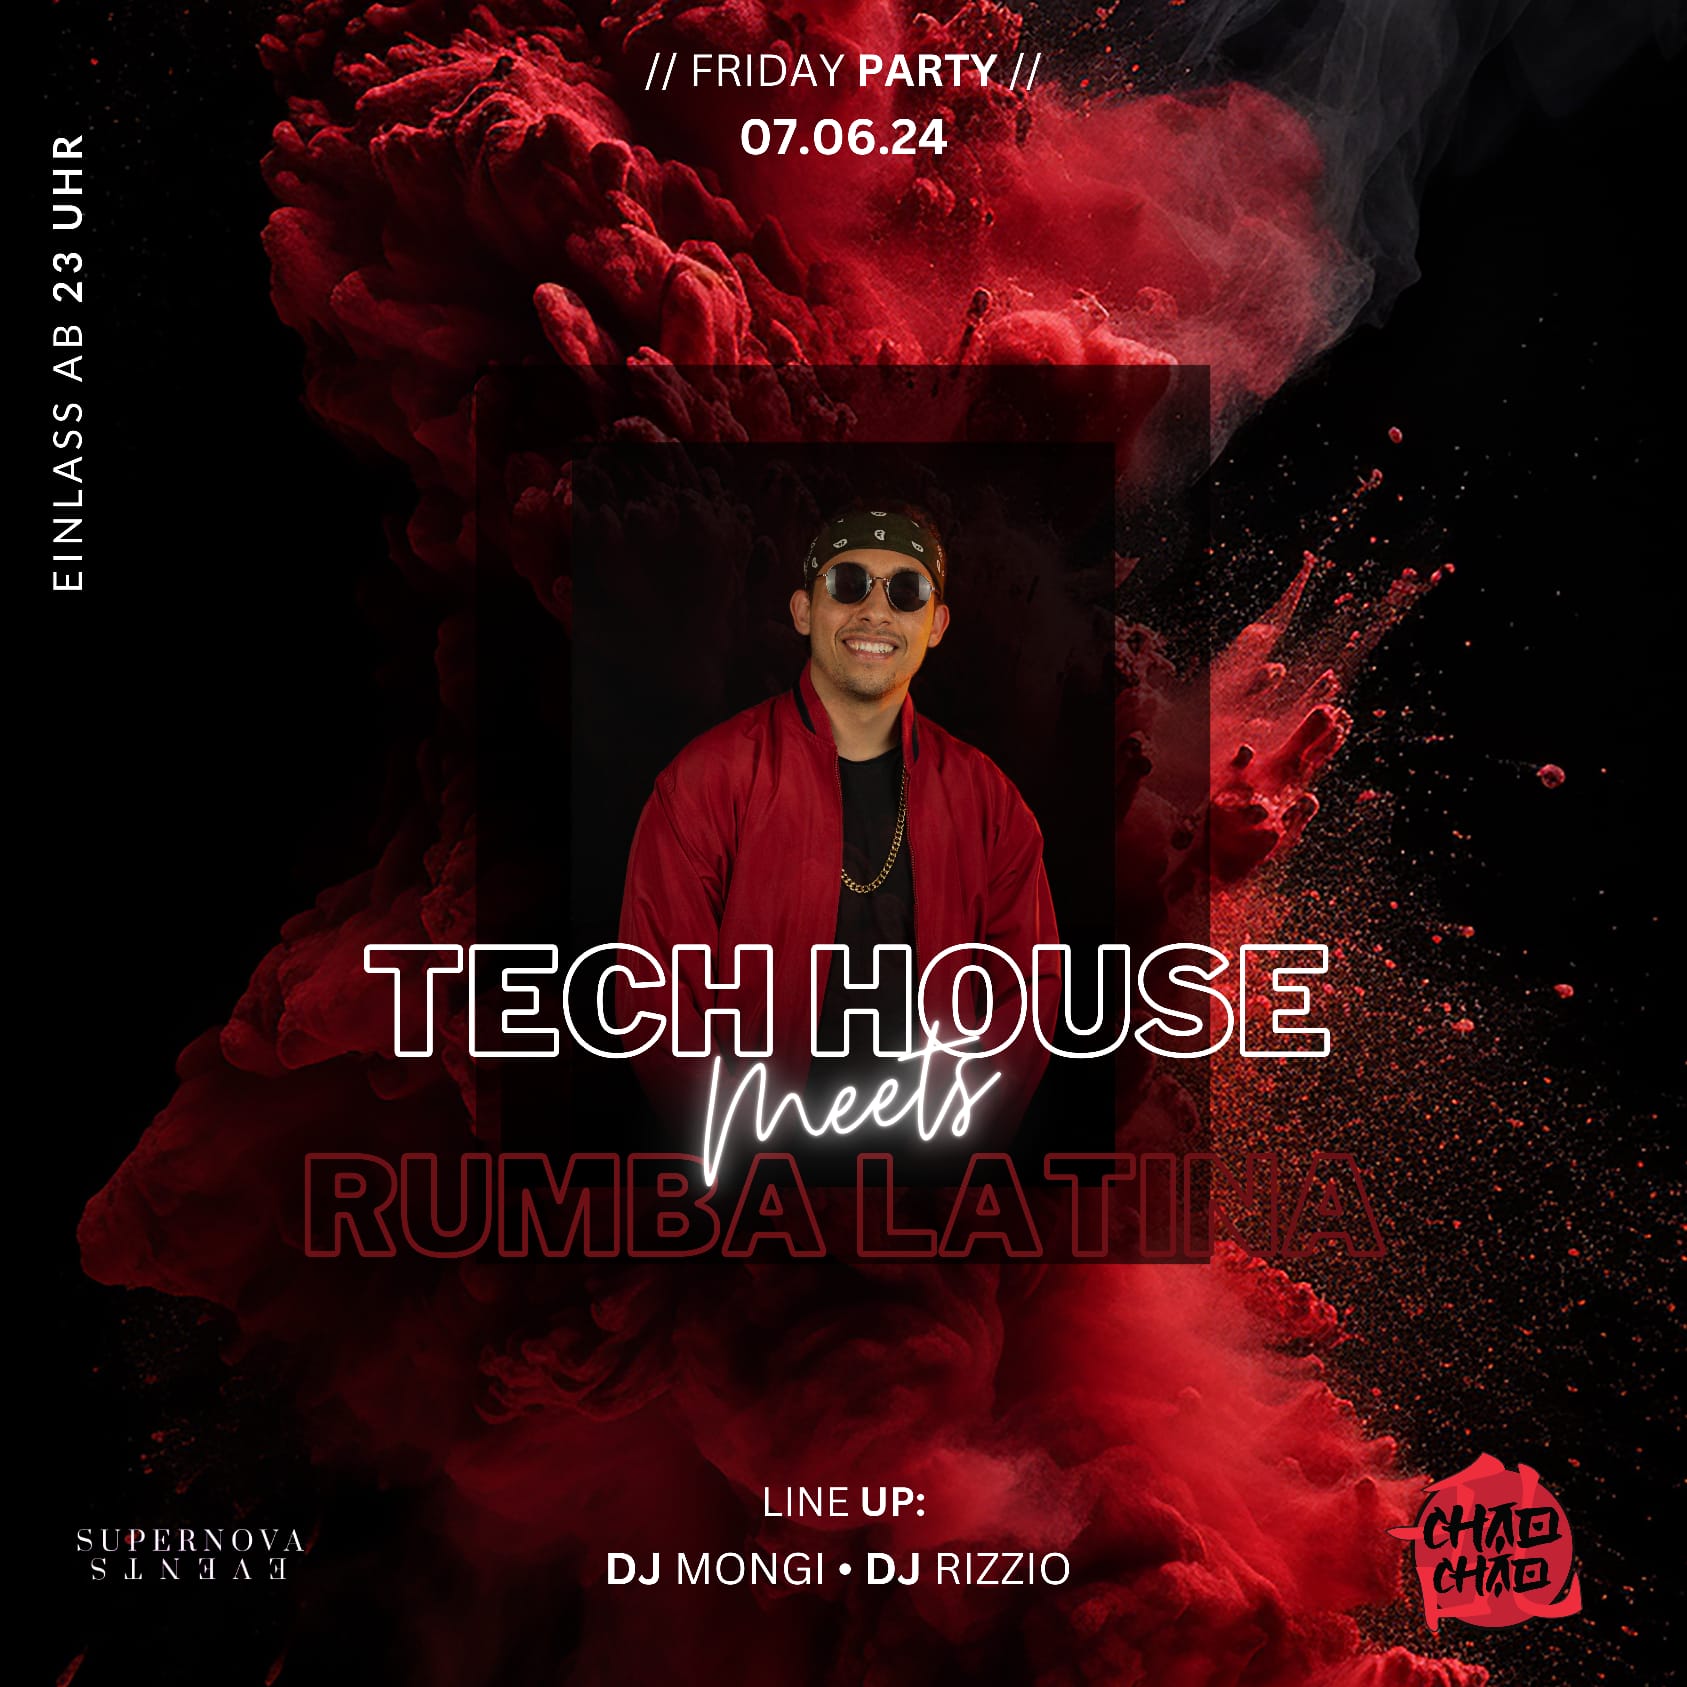 // FRIDAY PARTY //
07.06.24
EINLASS AB 23 UHR
TECH HOUSE
meets
RUMBA LATINA
LINE UP:
DJ MONGI • DJ RIZZIO
SUPERNOVA
EVENTS
CHAO
CHAO